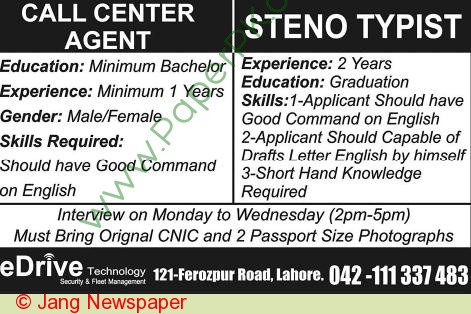 CALL CENTER
AGENT
Education: Minimum Bachelor
Experience: Minimum 1 Years
Gender: Male/Female
Skills Required:
Should have Good Command
on English
STENO TYPIST
Experience: 2 Years
Education: Graduation
Skills:1-Applicant Should have
Good Command on English
2-Applicant Should Capable of
Drafts Letter English by himself
3-Short Hand Knowledge
Required
Interview on Monday to Wednesday (2pm-5pm)
Must Bring Orignal CNIC and 2 Passport Size Photographs
eDrive Technology
Security & Fleet Management
121-Ferozpur Road, Lahore. 042 -111 337 483
© Jang Newspaper